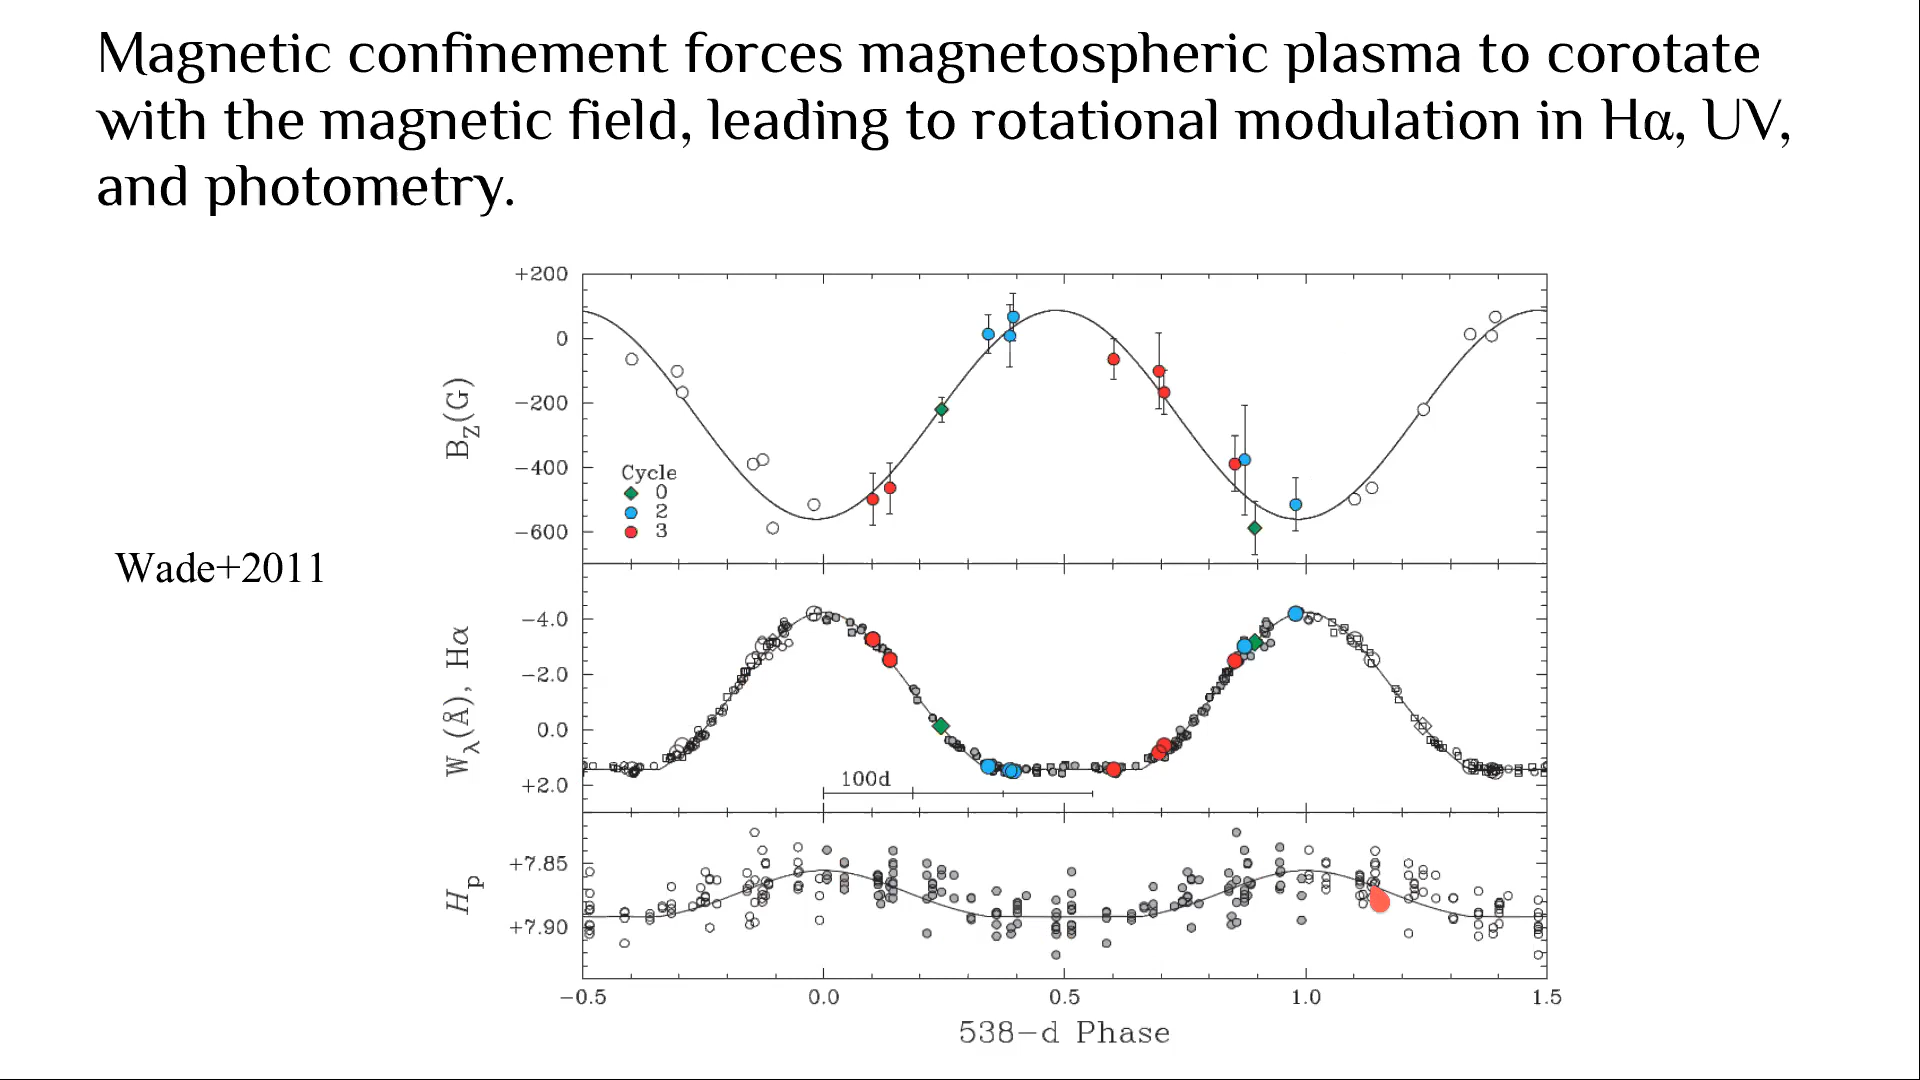 Magnetic confinement forces magnetospheric plasma to corotate
with the magnetic field, leading to rotational modulation in Hα, UV,
and photometry.
Wade+2011
+200
0
−200
−400
−600
B_Z(G)
Cycle
0
2
3
−4.0
−2.0
0.0
+2.0
W_λ(Å), Hα
100d
+7.85
+7.90
H_p
−0.5 0.0 0.5 1.0 1.5
538−d Phase